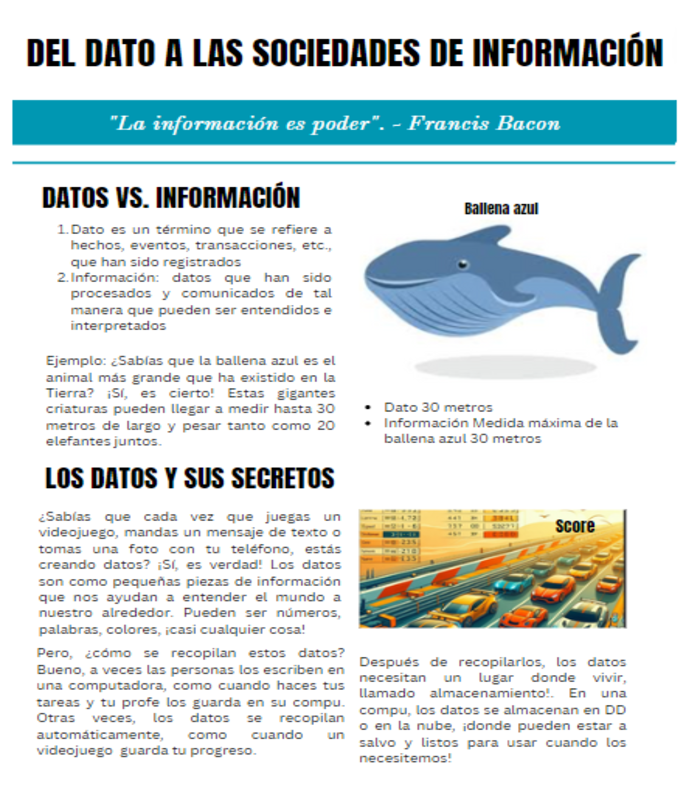 DEL DATO A LAS SOCIEDADES DE INFORMACIÓN
"La información es poder". - Francis Bacon
DATOS VS. INFORMACIÓN
1. Dato es un término que se refiere a
hechos, eventos, transacciones, etc.,
que han sido registrados
2. Información: datos que han sido
procesados y comunicados de tal
manera que pueden ser entendidos e
interpretados
Ejemplo: ¿Sabías que la ballena azul es el
animal más grande que ha existido en la
Tierra? ¡Sí, es cierto! Estas gigantes
criaturas pueden llegar a medir hasta 30
metros de largo y pesar tanto como 20
elefantes juntos.
Ballena azul
• Dato 30 metros
• Información Medida máxima de la
ballena azul 30 metros
LOS DATOS Y SUS SECRETOS
¿Sabías que cada vez que juegas un
videojuego, mandas un mensaje de texto o
tomas una foto con tu teléfono, estás
creando datos? ¡Sí, es verdad! Los datos
son como pequeñas piezas de información
que nos ayudan a entender el mundo a
nuestro alrededor. Pueden ser números,
palabras, colores, ¡casi cualquier cosa!
Pero, ¿cómo se recopilan estos datos?
Bueno, a veces las personas los escriben en
una computadora, como cuando haces tus
tareas y tu profe los guarda en su compu.
Otras veces, los datos se recopilan
automáticamente, como cuando un
videojuego guarda tu progreso.
Score
Después de recopilarlos, los datos
necesitan un lugar donde vivir,
llamado almacenamiento!. En una
compu, los datos se almacenan en DD
o en la nube, ¡donde pueden estar a
salvo y listos para usar cuando los
necesitemos!